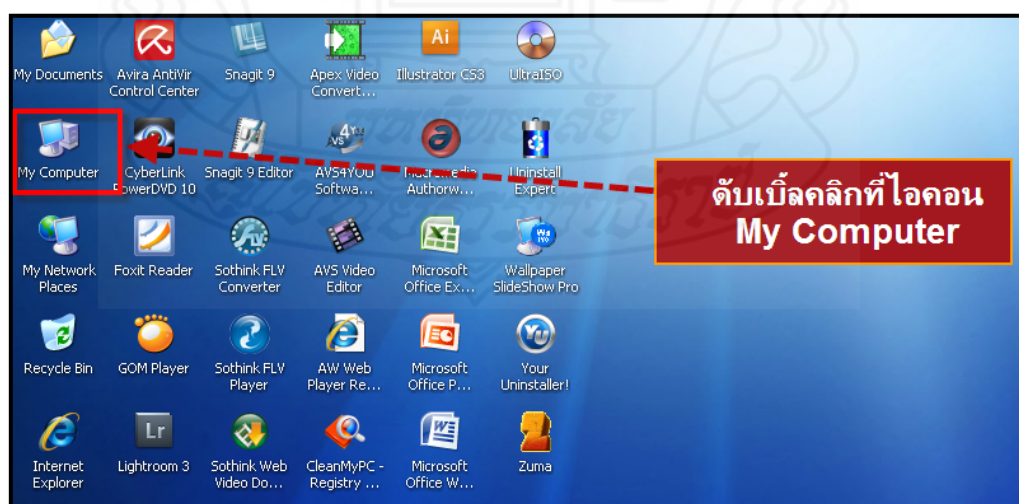 My Documents
Avira AntiVir
Control Center
Snagit 9
Apex Video
Convert...
Ai
Illustrator CS3
UltraISO
My Computer
CyberLink
PowerDVD 10
Snagit 9 Editor
AVS4YOU
Softwa...
Macromedia
Authorw...
Uninstall
Expert
ดับเบิ้ลคลิกที่ไอคอน
My Computer
My Network
Places
Foxit Reader
Sothink FLV
Converter
AVS Video
Editor
Microsoft
Office Ex...
Wallpaper
SlideShow Pro
Recycle Bin
GOM Player
Sothink FLV
Player
AW Web
Player Re...
Microsoft
Office P...
Your
Uninstaller!
Internet
Explorer
Lr
Lightroom 3
Sothink Web
Video Do...
CleanMyPC -
Registry ...
Microsoft
Office W...
Zuma